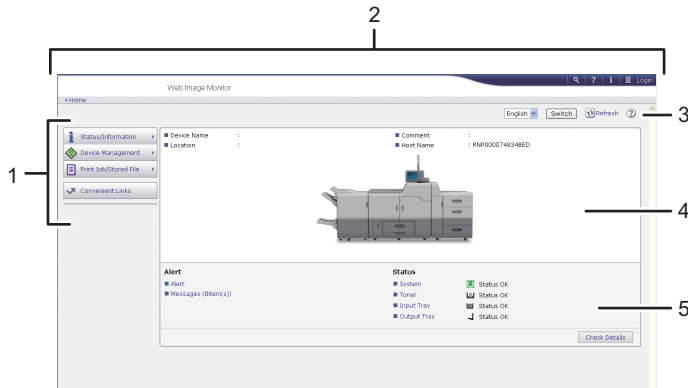 2
Web Image Monitor
? i Login
Home
English Switch Refresh ? 3
1
Status/Information
Device Management
Print Job/Stored File
Convenient Links
Device Name :
Location :
Comment :
Host Name : RNP000074834BED
4
Alert
Alert
Messages (0item(s))
Status
System Status OK
Toner Status OK
Input Tray Status OK
Output Tray Status OK
5
Check Details